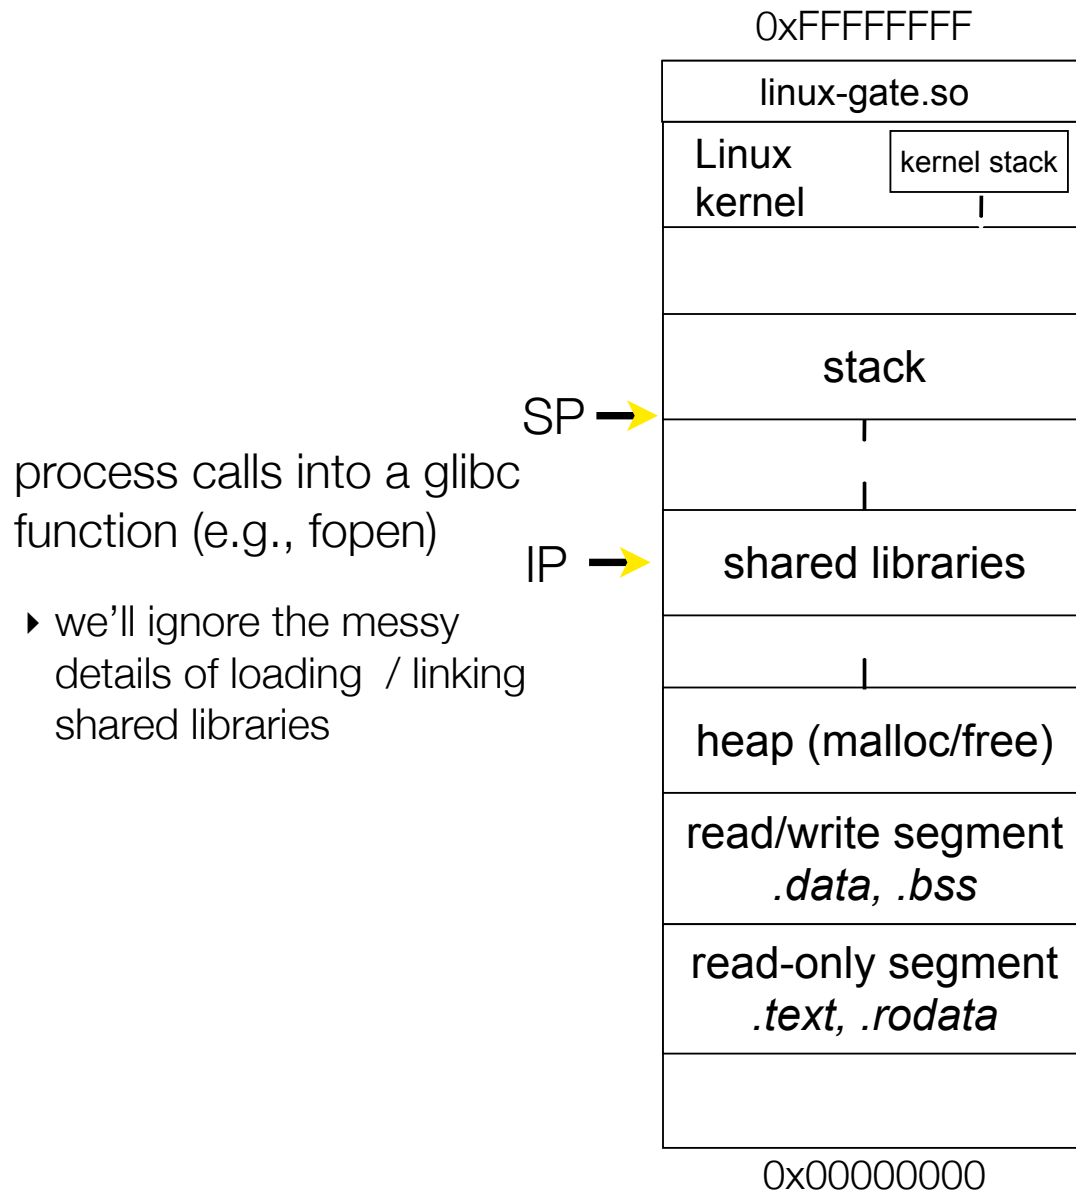 0xFFFFFFFF
linux-gate.so
Linux
kernel
kernel stack
stack
SP
process calls into a glibc
function (e.g., fopen)
IP
shared libraries
▸ we’ll ignore the messy
details of loading / linking
shared libraries
heap (malloc/free)
read/write segment
.data, .bss
read-only segment
.text, .rodata
0x00000000